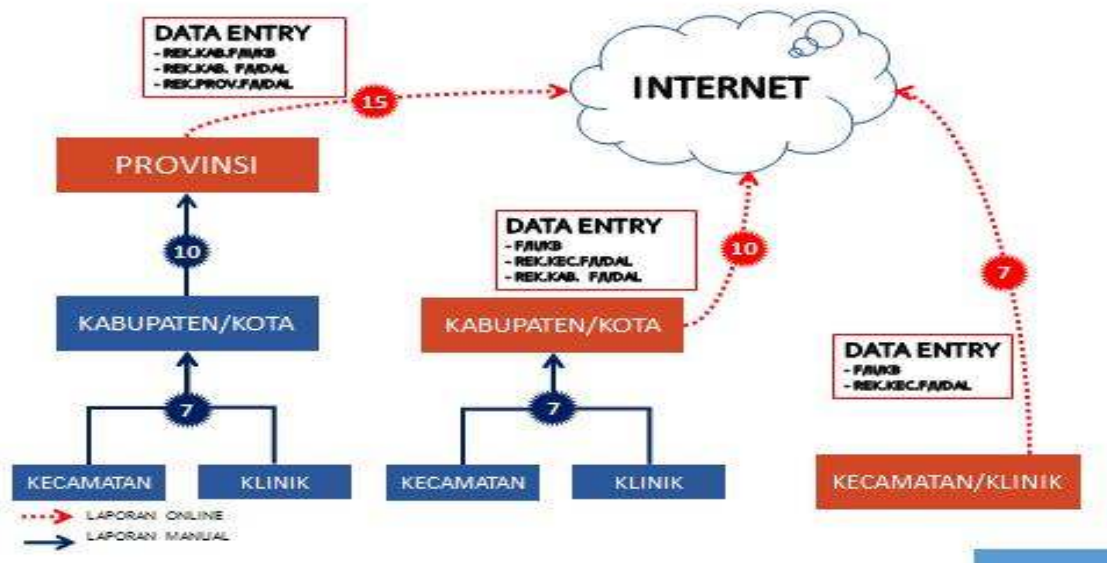 DATA ENTRY
- REK.KAB.F/II/KB
- REK.KAB. F/I/DAL
- REK.PROV.F/I/DAL
INTERNET
15
PROVINSI
10
KABUPATEN/KOTA
7
KECAMATAN
KLINIK
DATA ENTRY
- F/II/KB
- REK.KEC.F/I/DAL
- REK.KAB. F/I/DAL
10
KABUPATEN/KOTA
7
KECAMATAN
KLINIK
7
DATA ENTRY
- F/II/KB
- REK.KEC.F/I/DAL
KECAMATAN/KLINIK
LAPORAN ONLINE
LAPORAN MANUAL